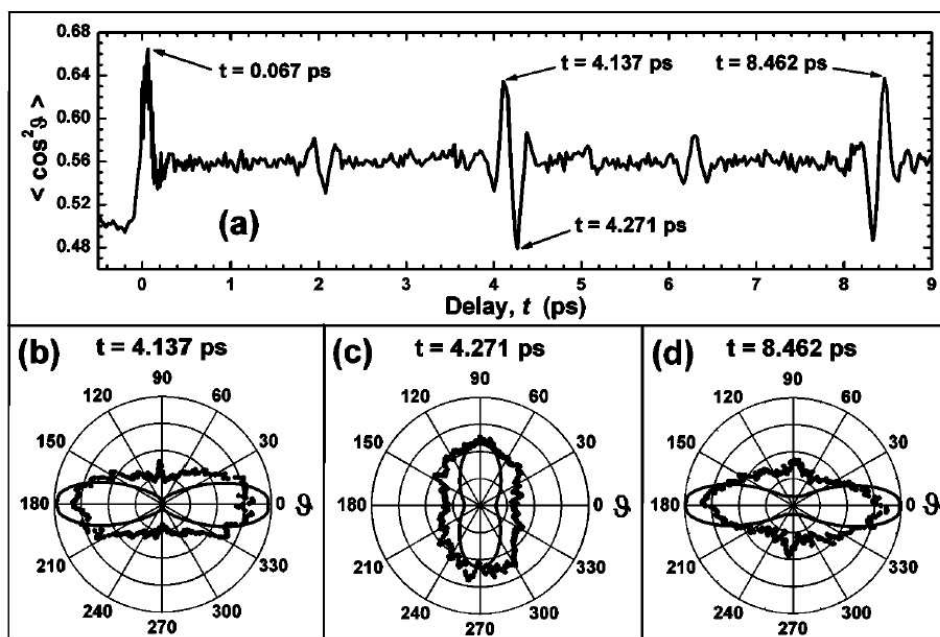 0.68
0.64
0.60
0.56
0.52
0.48
< cos²ϑ >
t = 0.067 ps
t = 4.137 ps
t = 8.462 ps
t = 4.271 ps
(a)
0 1 2 3 4 5 6 7 8 9
Delay, t (ps)
(b)
t = 4.137 ps
90
120
150
180
210
240
270
300
330
0 ϑ
30
(c)
t = 4.271 ps
90
120
150
180
210
240
270
300
330
0 ϑ
30
(d)
t = 8.462 ps
90
120
150
180
210
240
270
300
330
0 ϑ
30